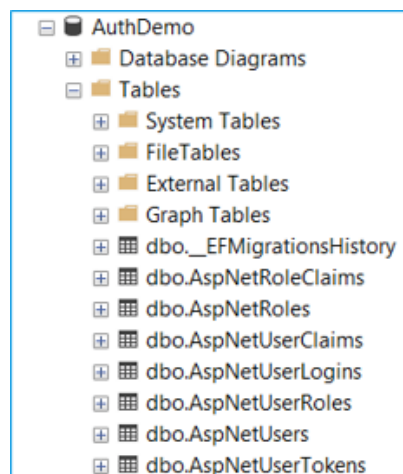 AuthDemo
Database Diagrams
Tables
System Tables
FileTables
External Tables
Graph Tables
dbo.__EFMigrationsHistory
dbo.AspNetRoleClaims
dbo.AspNetRoles
dbo.AspNetUserClaims
dbo.AspNetUserLogins
dbo.AspNetUserRoles
dbo.AspNetUsers
dbo.AspNetUserTokens